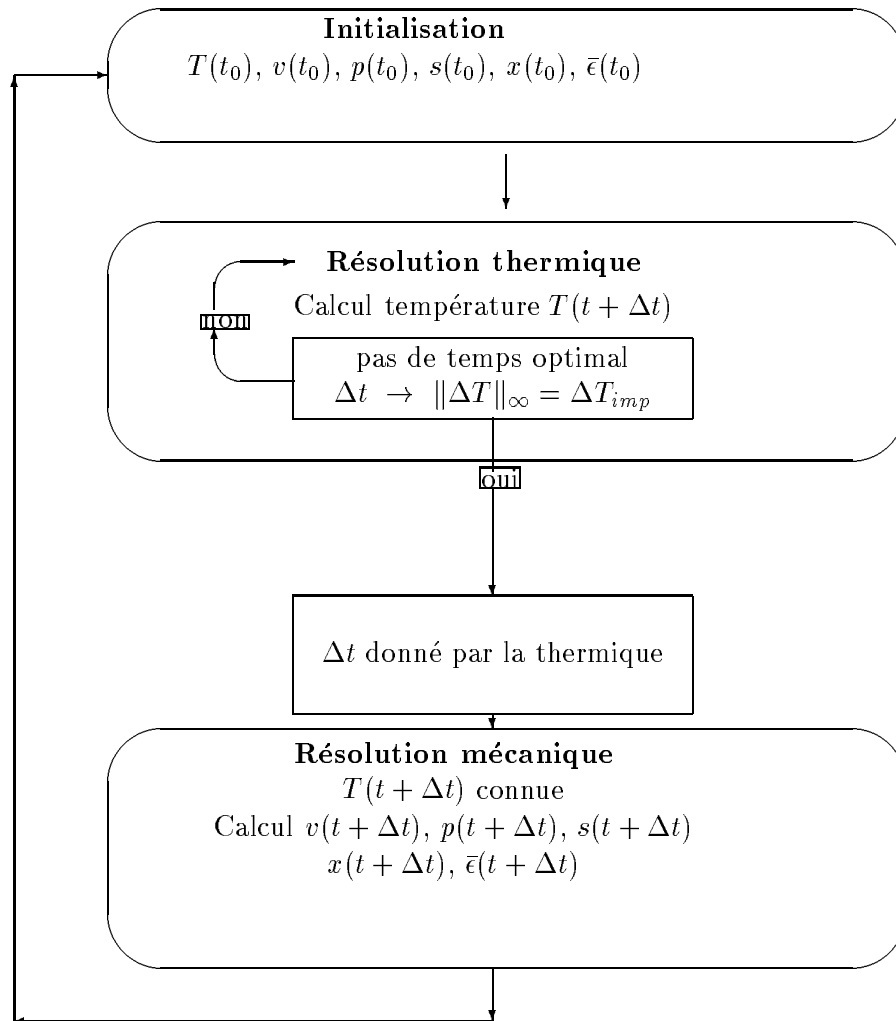 Initialisation
T(t₀), v(t₀), p(t₀), s(t₀), x(t₀), ε̄(t₀)
Résolution thermique
Calcul température T(t + Δt)
non
pas de temps optimal
Δt → ‖ΔT‖∞ = ΔT_imp
oui
Δt donné par la thermique
Résolution mécanique
T(t + Δt) connue
Calcul v(t + Δt), p(t + Δt), s(t + Δt)
x(t + Δt), ε̄(t + Δt)